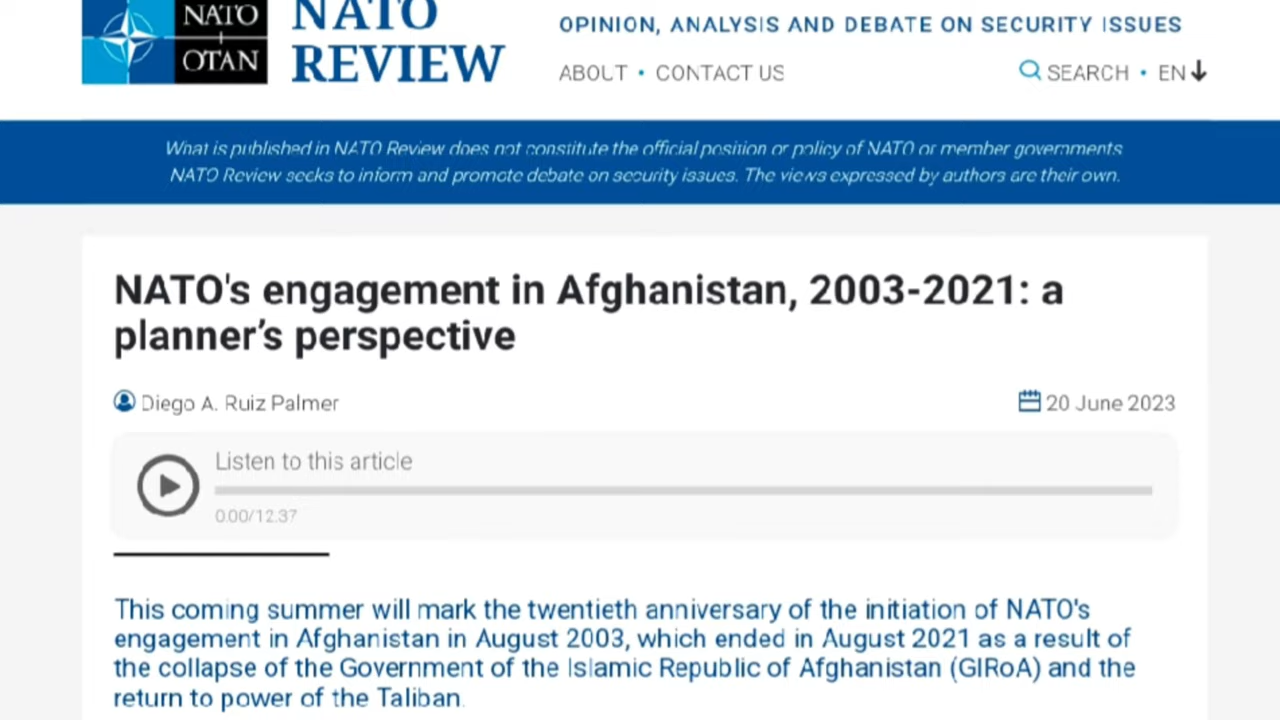 NATO
OTAN
NATO
REVIEW
OPINION, ANALYSIS AND DEBATE ON SECURITY ISSUES
ABOUT • CONTACT US
SEARCH • EN
What is published in NATO Review does not constitute the official position or policy of NATO or member governments
NATO Review seeks to inform and promote debate on security issues. The views expressed by authors are their own.
NATO's engagement in Afghanistan, 2003-2021: a
planner’s perspective
Diego A. Ruiz Palmer
20 June 2023
Listen to this article
0.00/12.37
This coming summer will mark the twentieth anniversary of the initiation of NATO's
engagement in Afghanistan in August 2003, which ended in August 2021 as a result of
the collapse of the Government of the Islamic Republic of Afghanistan (GIRoA) and the
return to power of the Taliban.